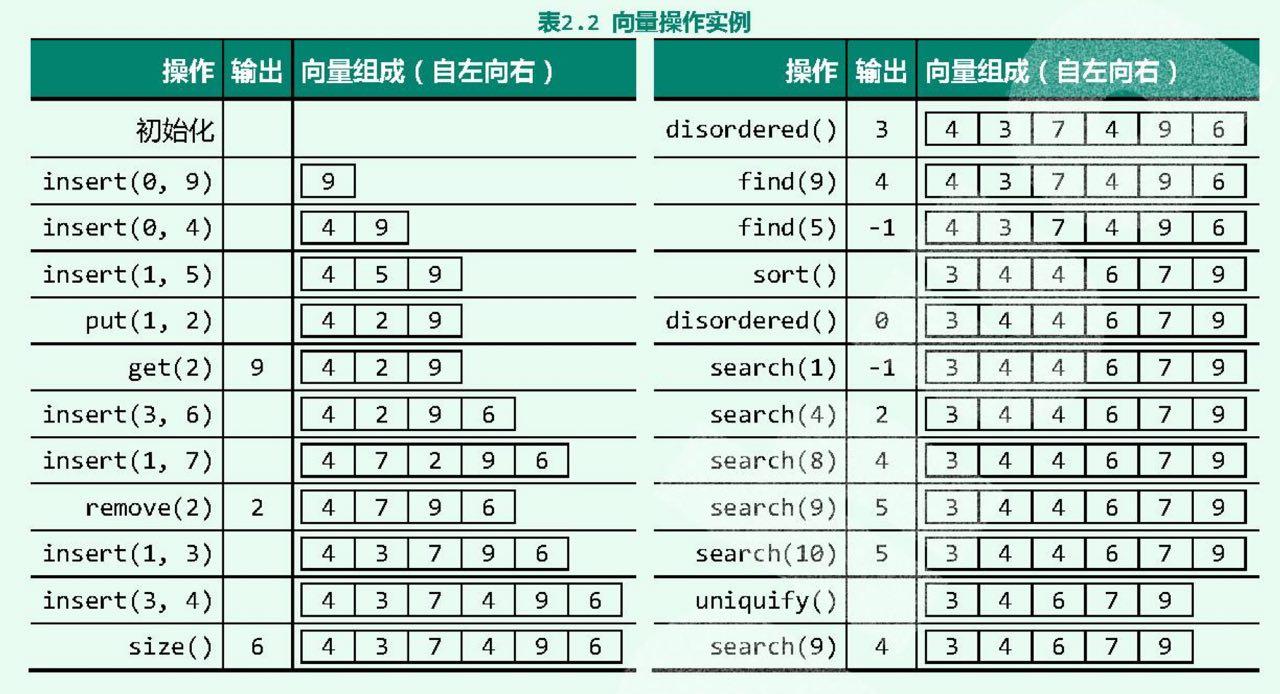 表2.2 向量操作实例
操作 输出 向量组成（自左向右）
初始化
insert(0, 9) 9
insert(0, 4) 4 9
insert(1, 5) 4 5 9
put(1, 2) 4 2 9
get(2) 9 4 2 9
insert(3, 6) 4 2 9 6
insert(1, 7) 4 7 2 9 6
remove(2) 2 4 7 9 6
insert(1, 3) 4 3 7 9 6
insert(3, 4) 4 3 7 4 9 6
size() 6 4 3 7 4 9 6
操作 输出 向量组成（自左向右）
disordered() 3 4 3 7 4 9 6
find(9) 4 4 3 7 4 9 6
find(5) -1 4 3 7 4 9 6
sort() 3 4 4 6 7 9
disordered() 0 3 4 4 6 7 9
search(1) -1 3 4 4 6 7 9
search(4) 2 3 4 4 6 7 9
search(8) 4 3 4 4 6 7 9
search(9) 5 3 4 4 6 7 9
search(10) 5 3 4 4 6 7 9
uniquify() 3 4 6 7 9
search(9) 4 3 4 6 7 9